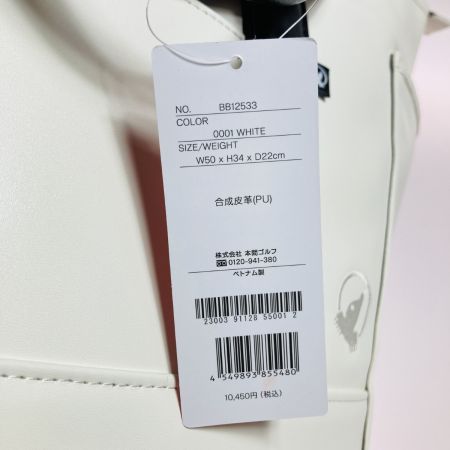 NO. BB12533
COLOR
0001 WHITE
SIZE/WEIGHT
W50 x H34 x D22cm
合成皮革(PU)
株式会社 本間ゴルフ
0120-941-380
ベトナム製
23003 91128 55001 2
4 549893 855480
10,450円 (税込)